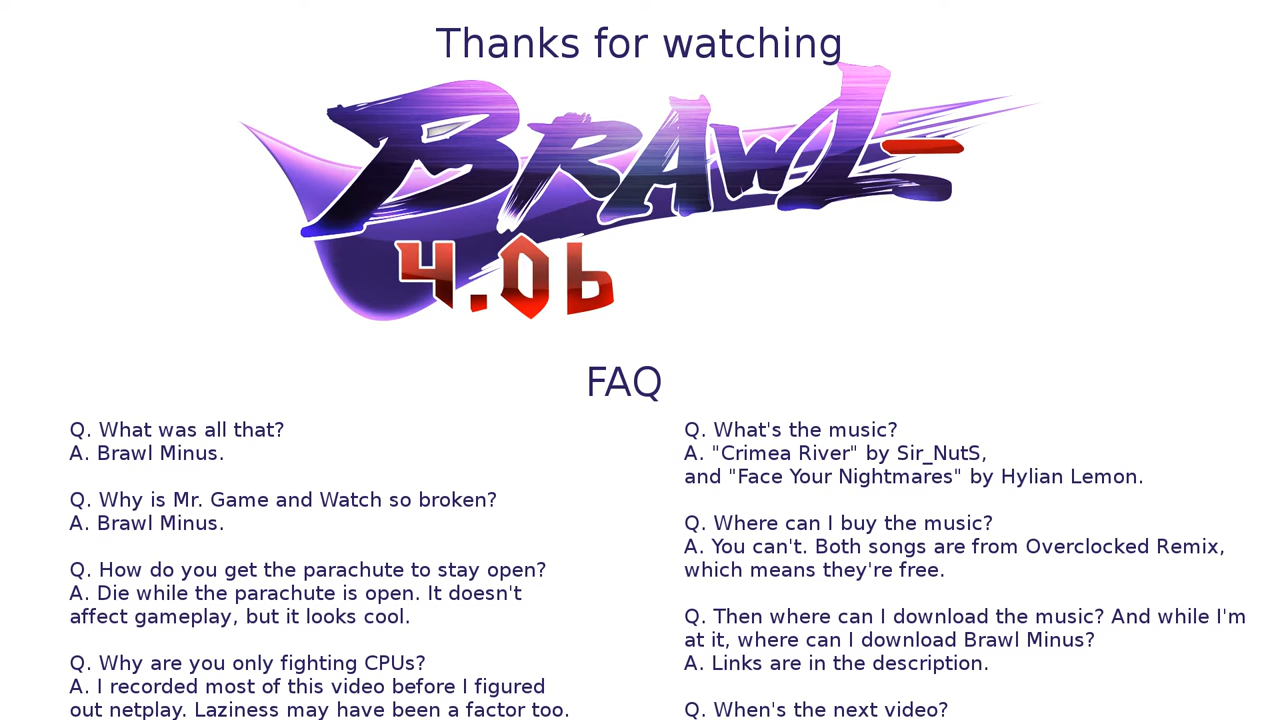 Thanks for watching
BRAWL-
4.0b
FAQ
Q. What was all that?
A. Brawl Minus.
Q. Why is Mr. Game and Watch so broken?
A. Brawl Minus.
Q. How do you get the parachute to stay open?
A. Die while the parachute is open. It doesn't
affect gameplay, but it looks cool.
Q. Why are you only fighting CPUs?
A. I recorded most of this video before I figured
out netplay. Laziness may have been a factor too.
Q. What's the music?
A. "Crimea River" by Sir_NutS,
and "Face Your Nightmares" by Hylian Lemon.
Q. Where can I buy the music?
A. You can't. Both songs are from Overclocked Remix,
which means they're free.
Q. Then where can I download the music? And while I'm
at it, where can I download Brawl Minus?
A. Links are in the description.
Q. When's the next video?